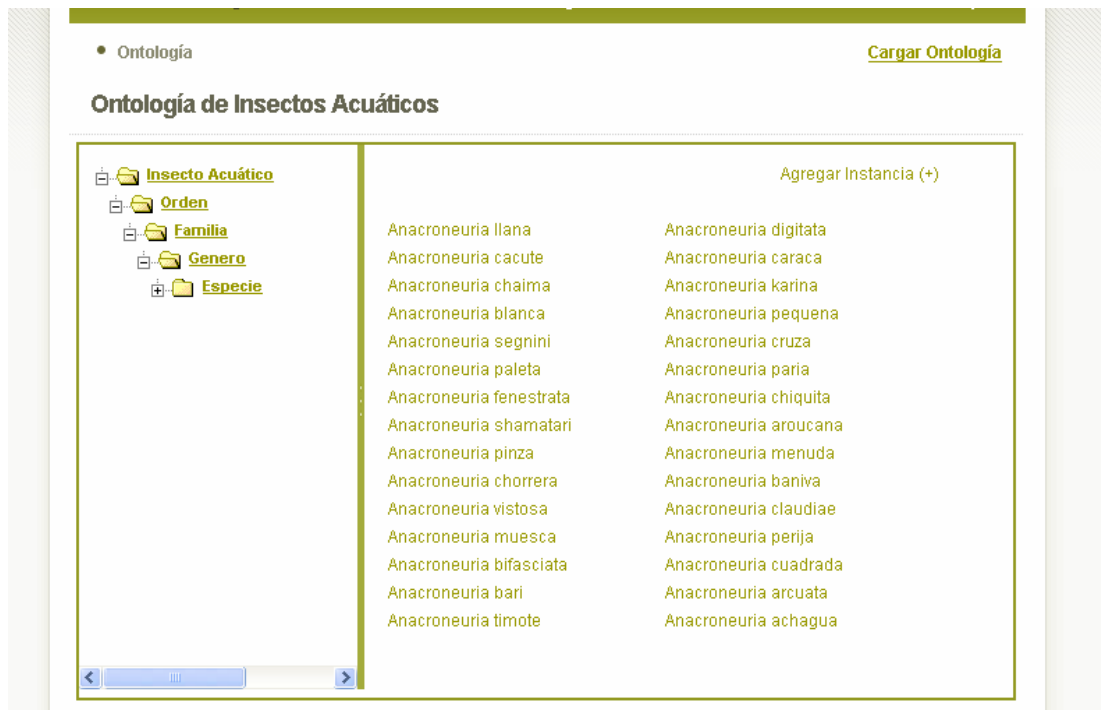 Ontología
Cargar Ontología
Ontología de Insectos Acuáticos
Insecto Acuático
Orden
Familia
Genero
Especie
Agregar Instancia (+)
Anacroneuria llana Anacroneuria digitata
Anacroneuria cacute Anacroneuria caraca
Anacroneuria chaima Anacroneuria karina
Anacroneuria blanca Anacroneuria pequena
Anacroneuria segnini Anacroneuria cruza
Anacroneuria paleta Anacroneuria paria
Anacroneuria fenestrata Anacroneuria chiquita
Anacroneuria shamatari Anacroneuria aroucana
Anacroneuria pinza Anacroneuria menuda
Anacroneuria chorrera Anacroneuria baniva
Anacroneuria vistosa Anacroneuria claudiae
Anacroneuria muesca Anacroneuria perija
Anacroneuria bifasciata Anacroneuria cuadrada
Anacroneuria bari Anacroneuria arcuata
Anacroneuria timote Anacroneuria achagua